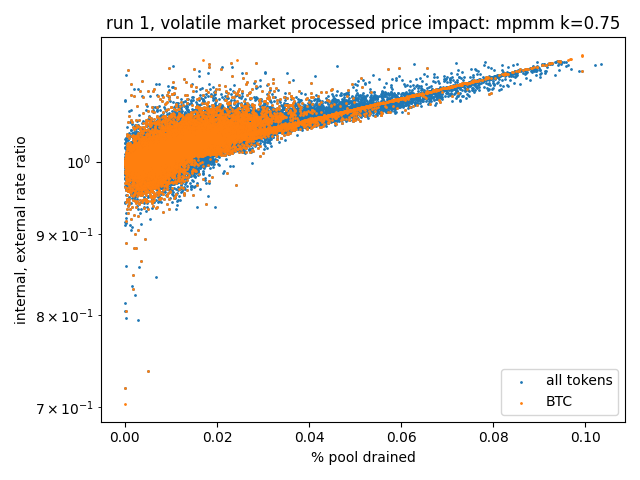 run 1, volatile market processed price impact: mpmm k=0.75
internal, external rate ratio
10⁰
9 × 10⁻¹
8 × 10⁻¹
7 × 10⁻¹
all tokens
BTC
0.00 0.02 0.04 0.06 0.08 0.10
% pool drained